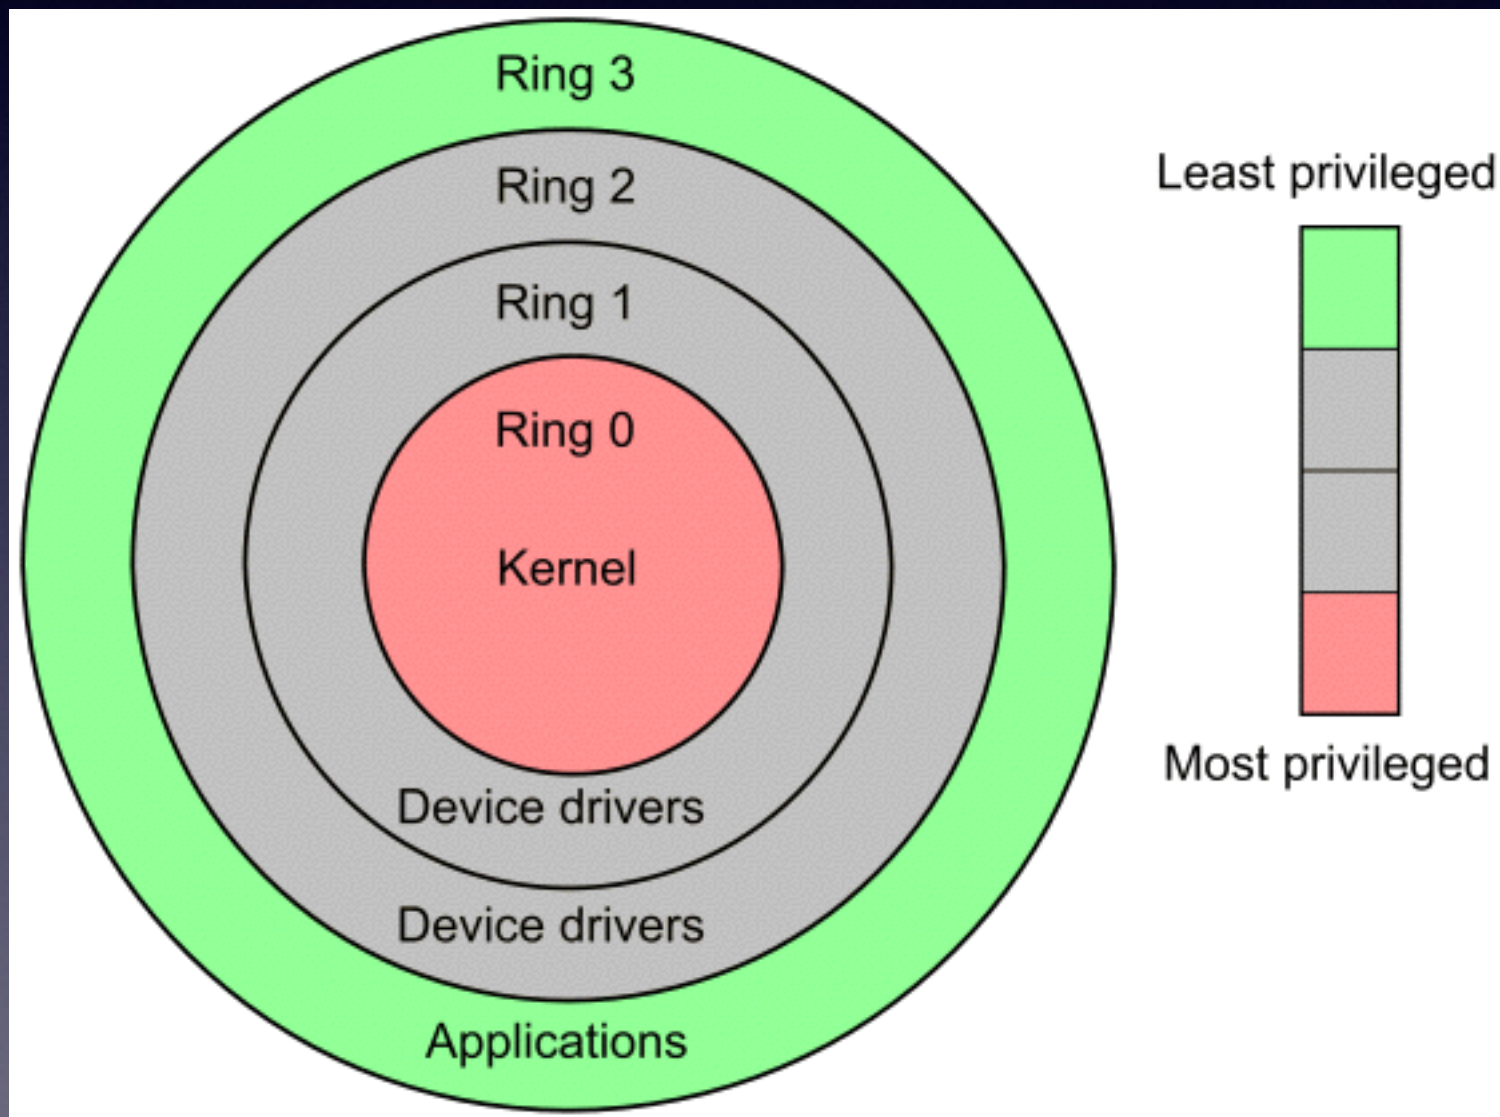 Ring 3
Ring 2
Ring 1
Ring 0
Kernel
Device drivers
Device drivers
Applications
Least privileged
Most privileged